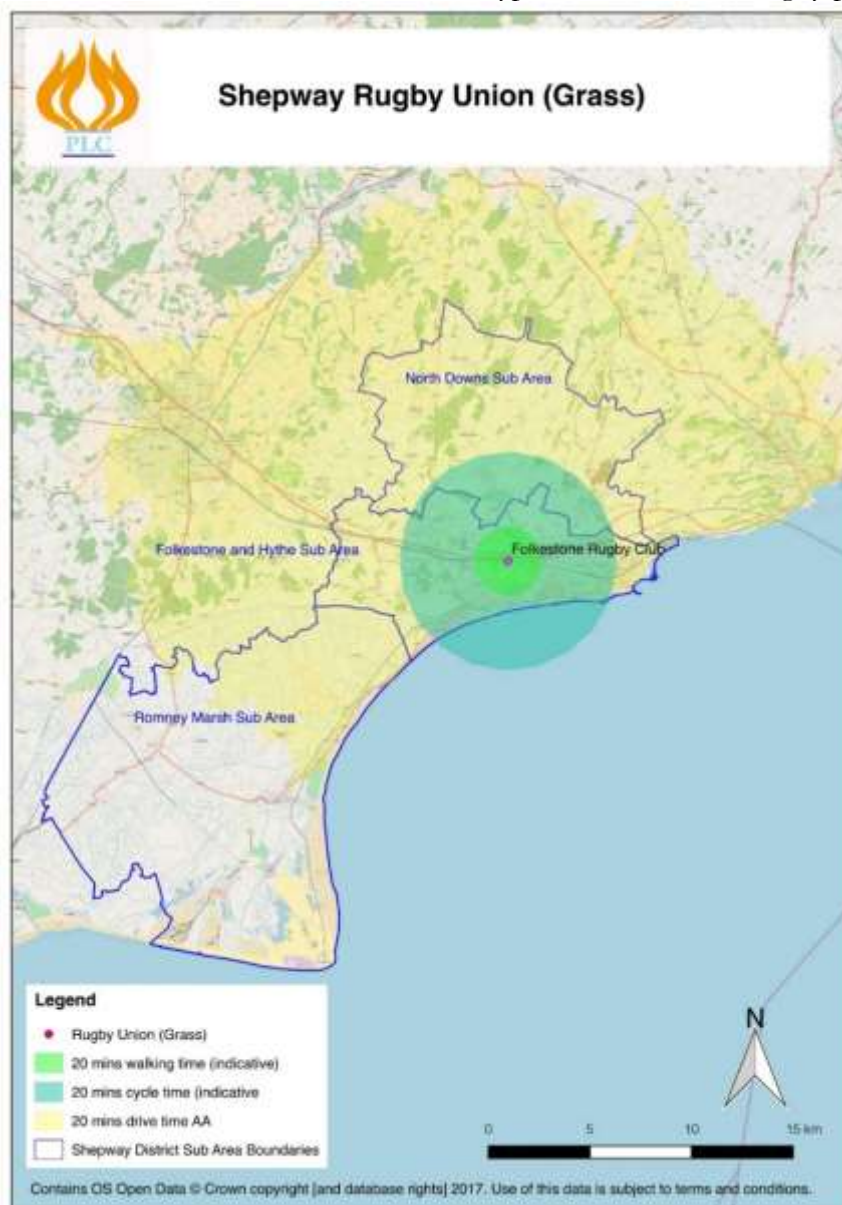 PLC
Shepway Rugby Union (Grass)
North Downs Sub Area
Folkestone and Hythe Sub Area
Folkestone Rugby Club
Romney Marsh Sub Area
Legend
Rugby Union (Grass)
20 mins walking time (indicative)
20 mins cycle time (indicative
20 mins drive time AA
Shepway District Sub Area Boundaries
N
0 5 10 15 km
Contains OS Open Data © Crown copyright [and database rights] 2017. Use of this data is subject to terms and conditions.